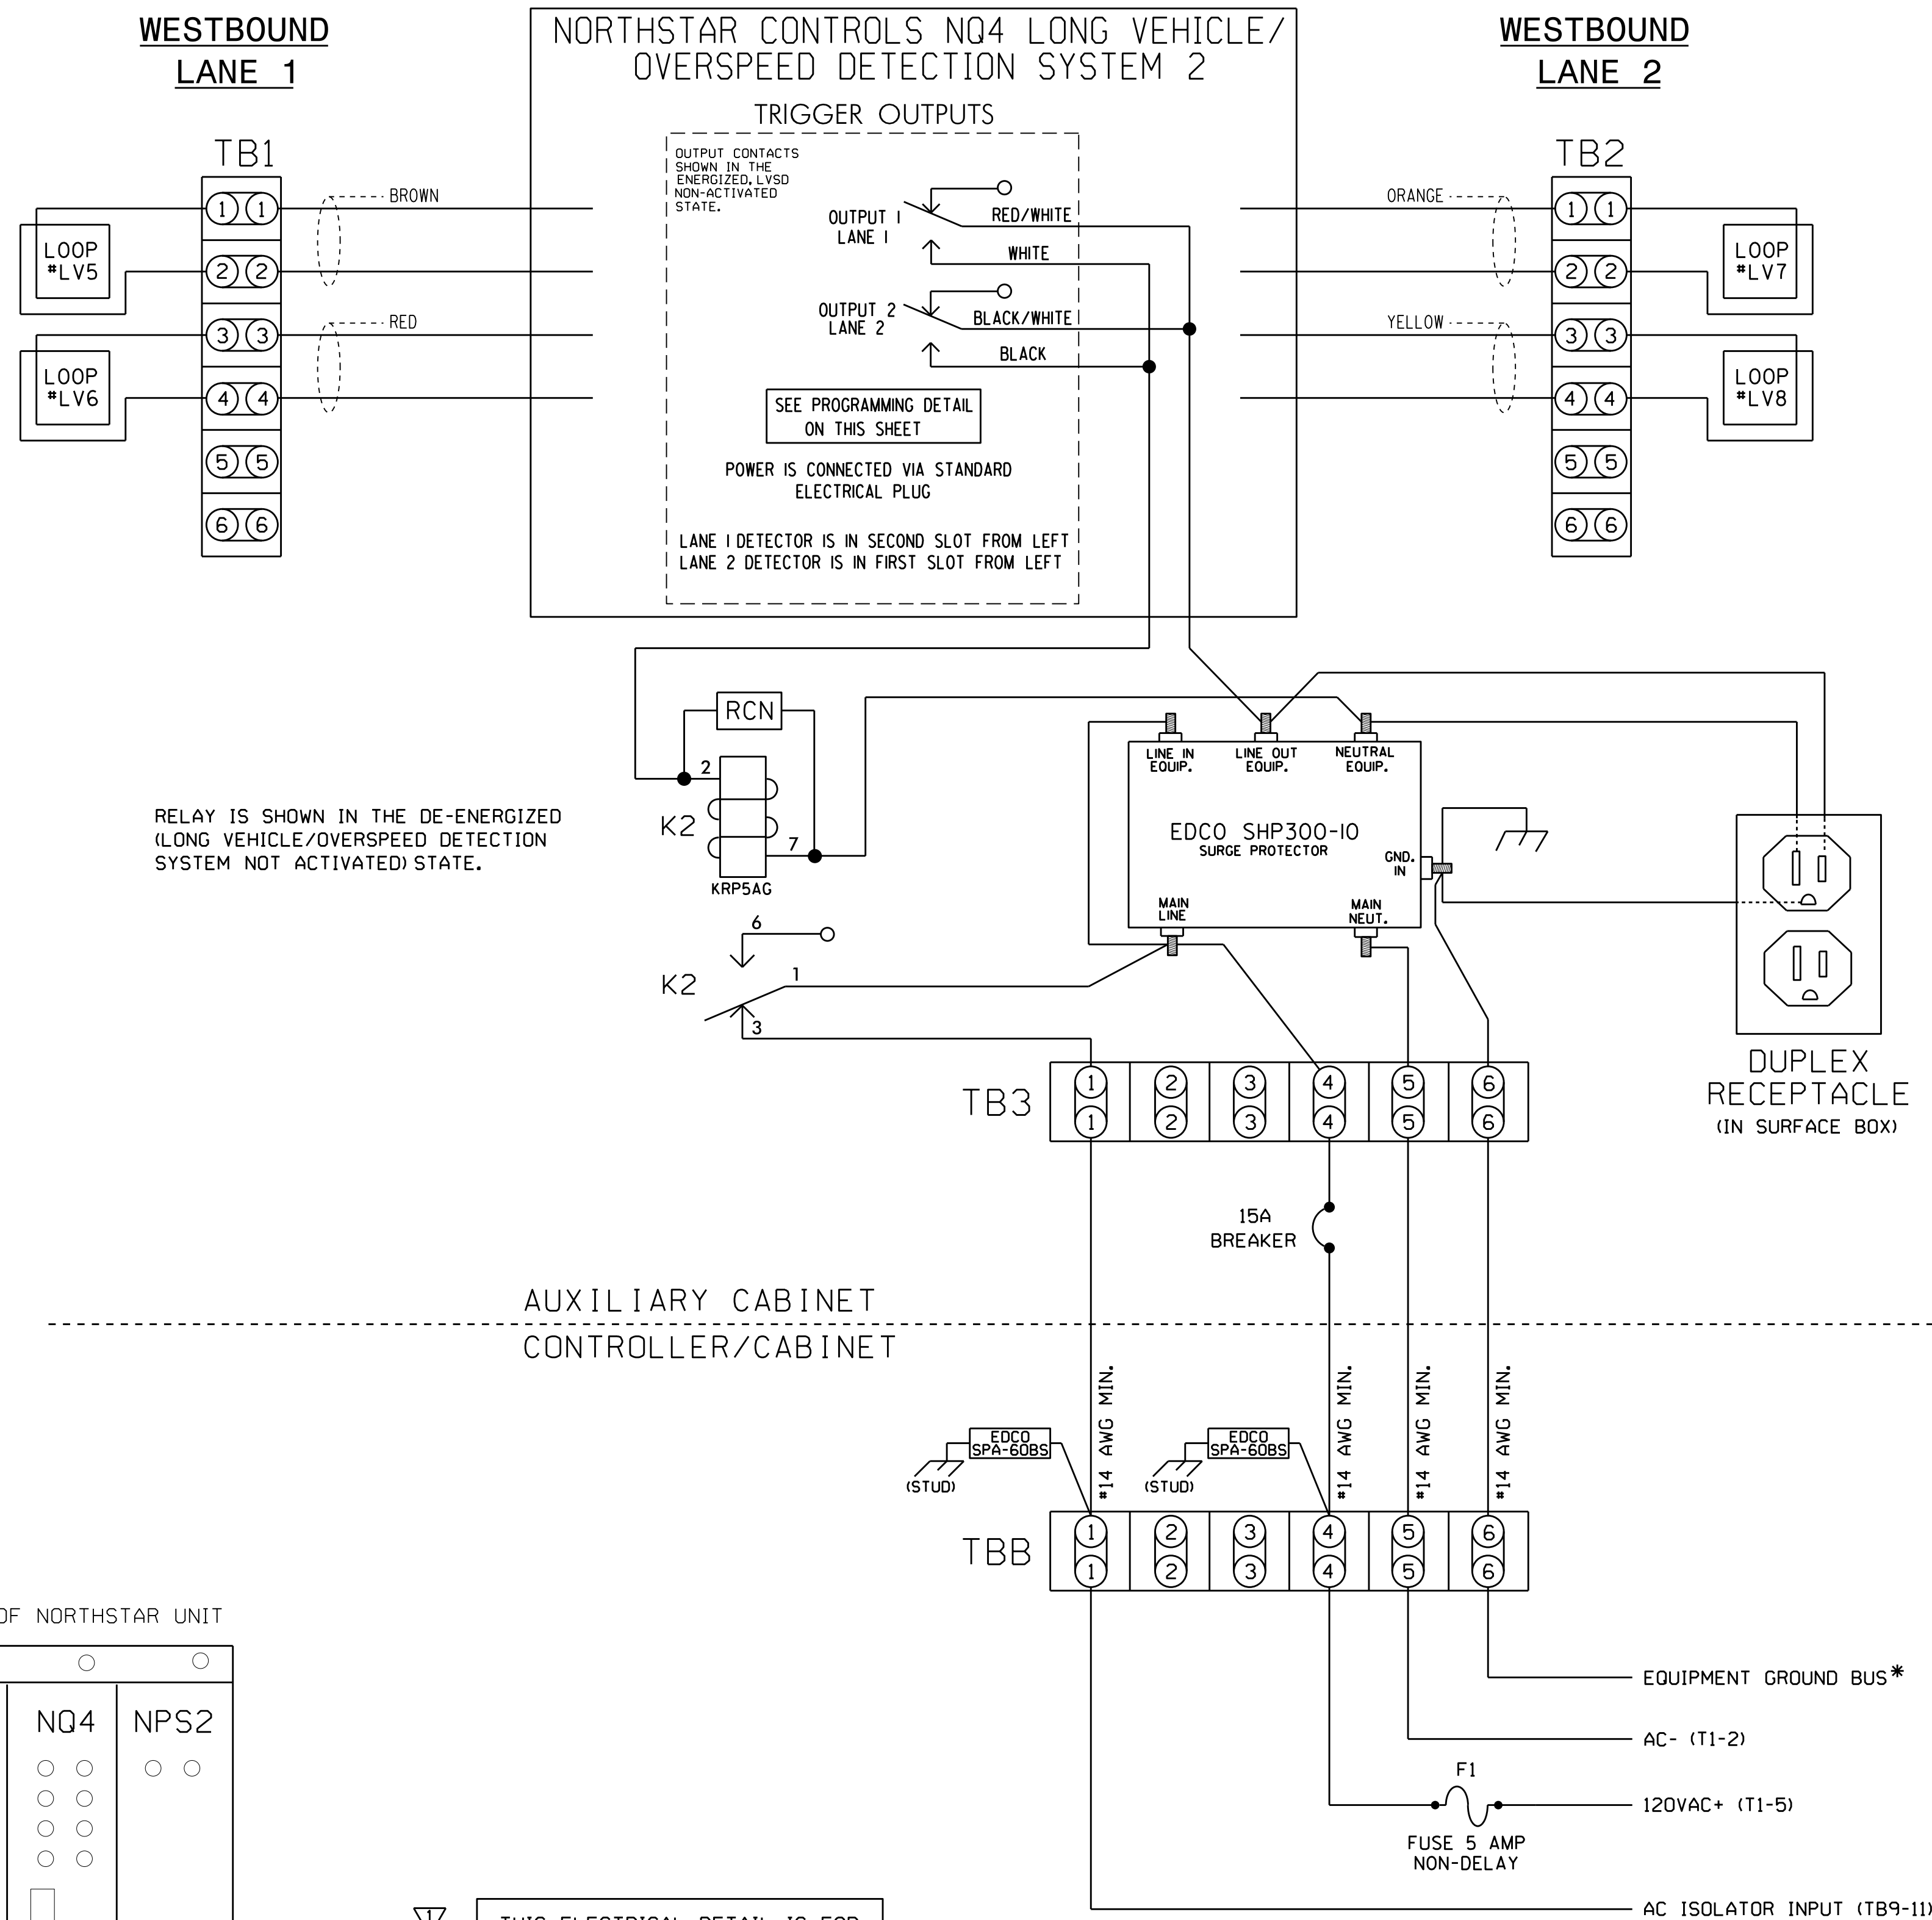 WESTBOUND
LANE 1
NORTHSTAR CONTROLS NQ4 LONG VEHICLE/
OVERSPEED DETECTION SYSTEM 2
WESTBOUND
LANE 2
TRIGGER OUTPUTS
OUTPUT CONTACTS
SHOWN IN THE
ENERGIZED, LVSD
NON-ACTIVATED
STATE.
TB1
1 1
2 2
3 3
4 4
5 5
6 6
BROWN
RED
LOOP
#LV5
LOOP
#LV6
OUTPUT 1
LANE 1
RED/WHITE
WHITE
OUTPUT 2
LANE 2
BLACK/WHITE
BLACK
SEE PROGRAMMING DETAIL
ON THIS SHEET
POWER IS CONNECTED VIA STANDARD
ELECTRICAL PLUG
LANE 1 DETECTOR IS IN SECOND SLOT FROM LEFT
LANE 2 DETECTOR IS IN FIRST SLOT FROM LEFT
TB2
1 1
2 2
3 3
4 4
5 5
6 6
ORANGE
YELLOW
LOOP
#LV7
LOOP
#LV8
RCN
2
K2
7
KRP5AG
RELAY IS SHOWN IN THE DE-ENERGIZED
(LONG VEHICLE/OVERSPEED DETECTION
SYSTEM NOT ACTIVATED) STATE.
LINE IN
EQUIP.
LINE OUT
EQUIP.
NEUTRAL
EQUIP.
EDCO SHP300-10
SURGE PROTECTOR
GND.
IN
MAIN
LINE
MAIN
NEUT.
6
K2
1
3
DUPLEX
RECEPTACLE
(IN SURFACE BOX)
TB3
1 2 3 4 5 6
1 2 3 4 5 6
15A
BREAKER
AUXILIARY CABINET
CONTROLLER/CABINET
#14 AWG MIN.
#14 AWG MIN.
#14 AWG MIN.
#14 AWG MIN.
EDCO
SPA-60BS
(STUD)
EDCO
SPA-60BS
(STUD)
TBB
1 2 3 4 5 6
1 2 3 4 5 6
OF NORTHSTAR UNIT
NQ4
NPS2
EQUIPMENT GROUND BUS*
AC- (T1-2)
F1
120VAC+ (T1-5)
FUSE 5 AMP
NON-DELAY
AC ISOLATOR INPUT (TB9-11)
1
THIS ELECTRICAL DETAIL IS FOR